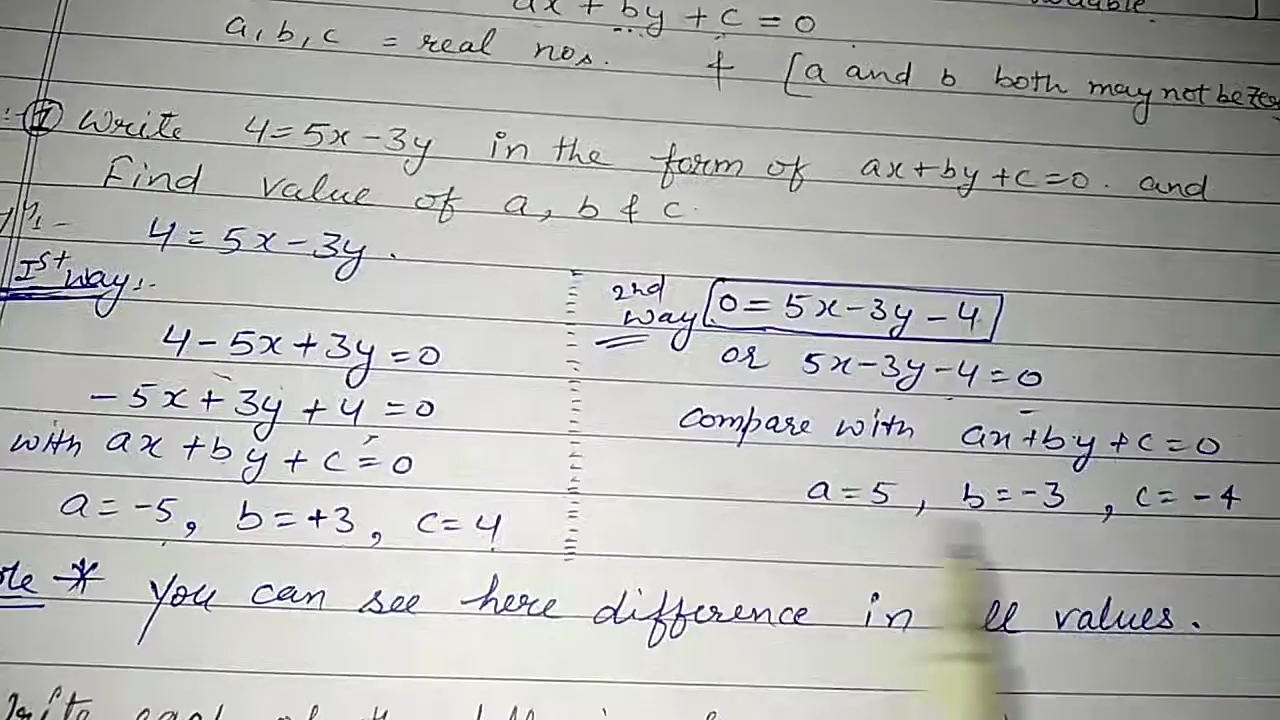 ax + by + c = 0
a, b, c = real nos. & [a and b both may not be zero
① Write 4 = 5x - 3y in the form of ax + by + c = 0. and
Find value of a, b & c.
4 = 5x - 3y.
Ist way:-
4 - 5x + 3y = 0
-5x + 3y + 4 = 0
with ax + by + c = 0
a = -5, b = +3, c = 4
2nd way 0 = 5x - 3y - 4
or 5x - 3y - 4 = 0
compare with ax + by + c = 0
a = 5, b = -3, c = -4
* You can see here difference in values.